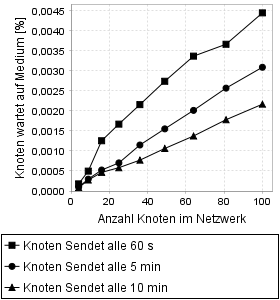 Knoten wartet auf Medium [%]
0,0045
0,0040
0,0035
0,0030
0,0025
0,0020
0,0015
0,0010
0,0005
0,0000
0 20 40 60 80 100
Anzahl Knoten im Netzwerk
Knoten Sendet alle 60 s
Knoten Sendet alle 5 min
Knoten Sendet alle 10 min